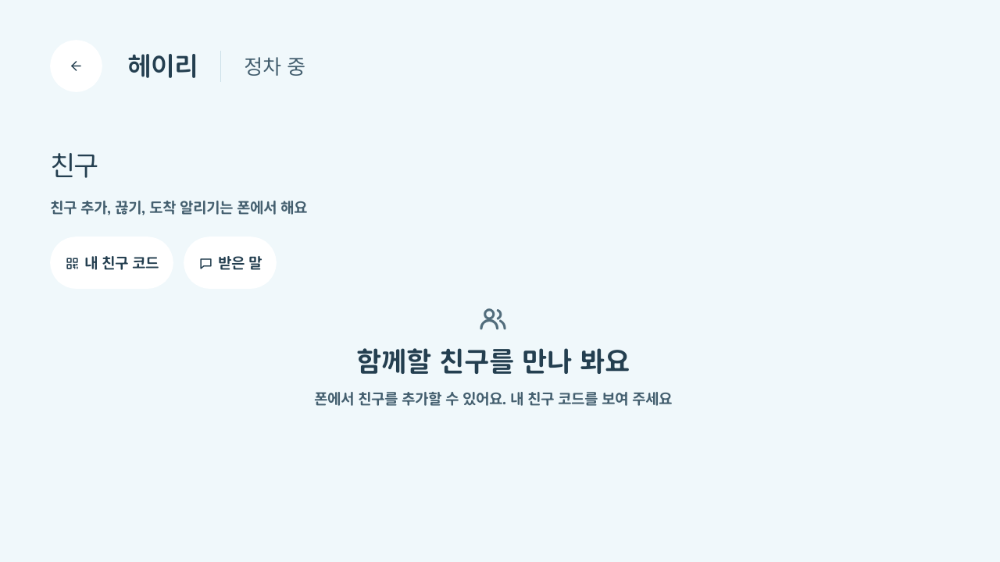 헤이리 정차 중
친구
친구 추가, 끊기, 도착 알리기는 폰에서 해요
내 친구 코드 받은 말
함께할 친구를 만나 봐요
폰에서 친구를 추가할 수 있어요. 내 친구 코드를 보여 주세요